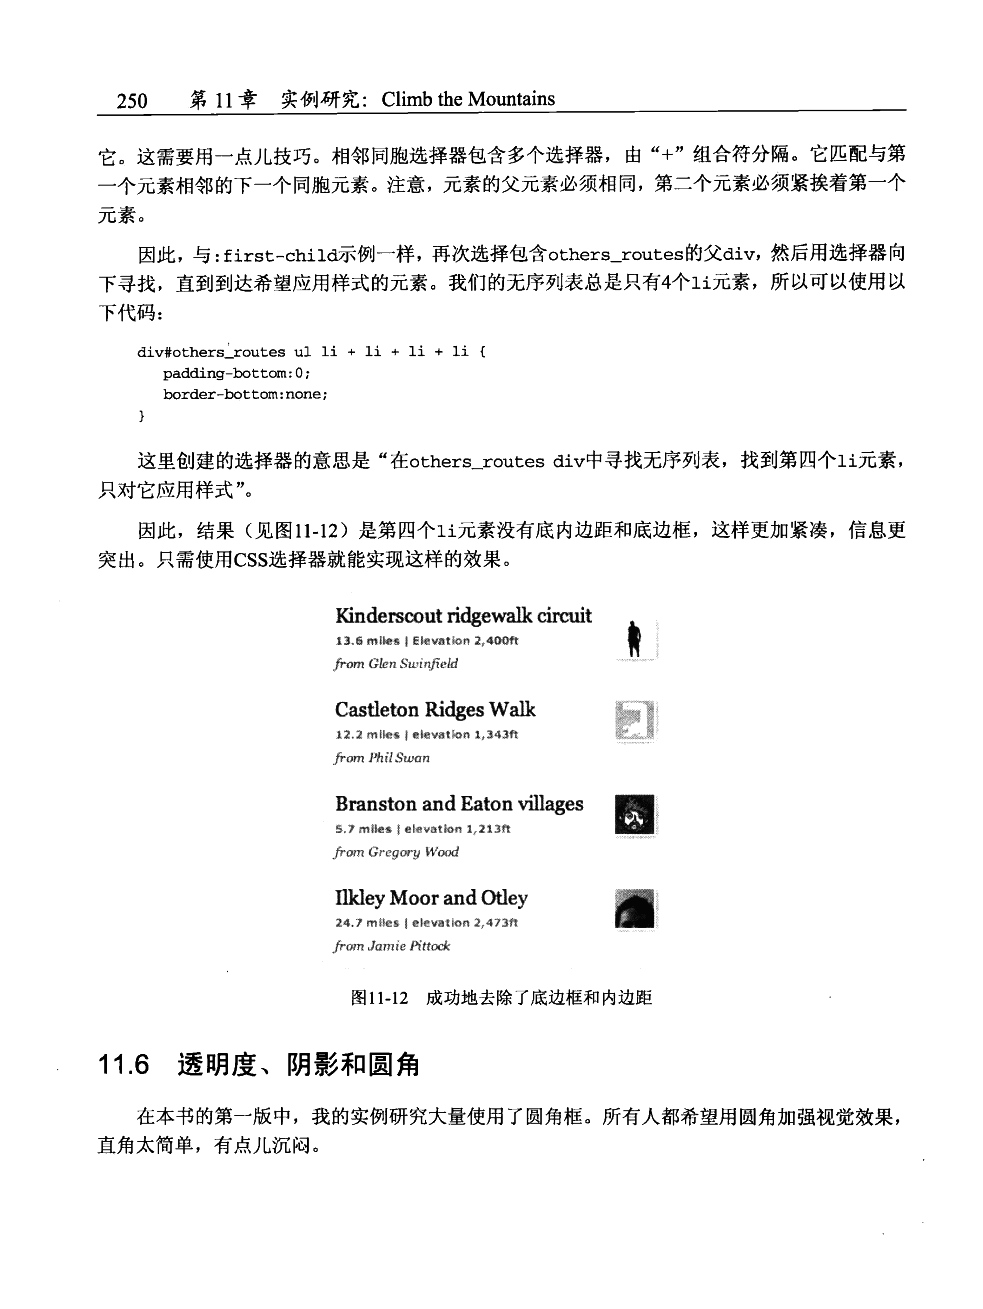 250 第 11 章 实例研究：Climb the Mountains
它。这需要用一点儿技巧。相邻同胞选择器包含多个选择器，由“+”组合符分隔。它匹配与第
一个元素相邻的下一个同胞元素。注意，元素的父元素必须相同，第二个元素必须紧挨着第一个
元素。
因此，与:first-child示例一样，再次选择包含others_routes的父div，然后用选择器向
下寻找，直到到达希望应用样式的元素。我们的无序列表总是只有4个li元素，所以可以使用以
下代码：
div#others_routes ul li + li + li + li {
padding-bottom:0;
border-bottom:none;
}
这里创建的选择器的意思是“在others_routes div中寻找无序列表，找到第四个li元素，
只对它应用样式”。
因此，结果（见图11-12）是第四个li元素没有底内边距和底边框，这样更加紧凑，信息更
突出。只需使用CSS选择器就能实现这样的效果。
Kinderscout ridgewalk circuit
13.6 miles | Elevation 2,400ft
from Glen Swinfield
Castleton Ridges Walk
12.2 miles | elevation 1,343ft
from Phil Swan
Branston and Eaton villages
5.7 miles | elevation 1,213ft
from Gregory Wood
Ilkley Moor and Otley
24.7 miles | elevation 2,473ft
from Jamie Pittock
图11-12 成功地去除了底边框和内边距
11.6 透明度、阴影和圆角
在本书的第一版中，我的实例研究大量使用了圆角框。所有人都希望用圆角加强视觉效果，
直角太简单，有点儿沉闷。